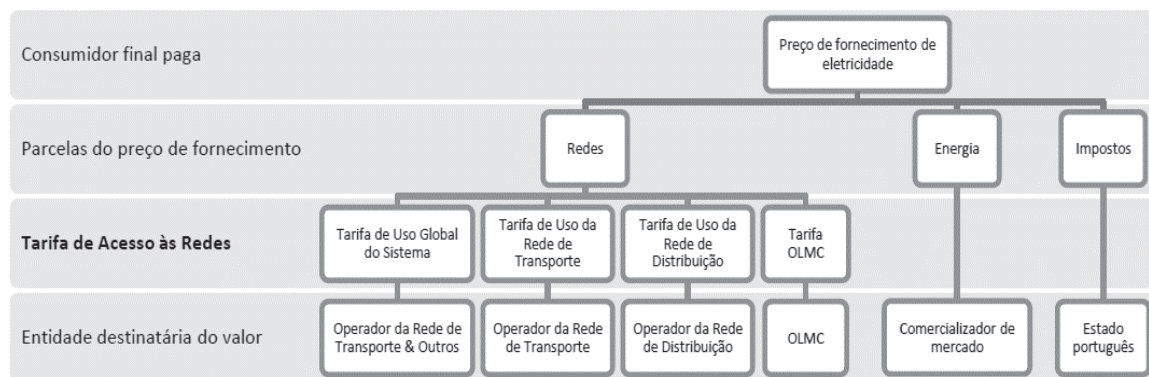 Consumidor final paga
Preço de fornecimento de
eletricidade
Parcelas do preço de fornecimento
Redes
Energia
Impostos
Tarifa de Acesso às Redes
Tarifa de Uso Global
do Sistema
Tarifa de Uso da
Rede de
Transporte
Tarifa de Uso da
Rede de
Distribuição
Tarifa
OLMC
Entidade destinatária do valor
Operador da Rede de
Transporte & Outros
Operador da Rede
de Transporte
Operador da Rede
de Distribuição
OLMC
Comercializador de
mercado
Estado
português